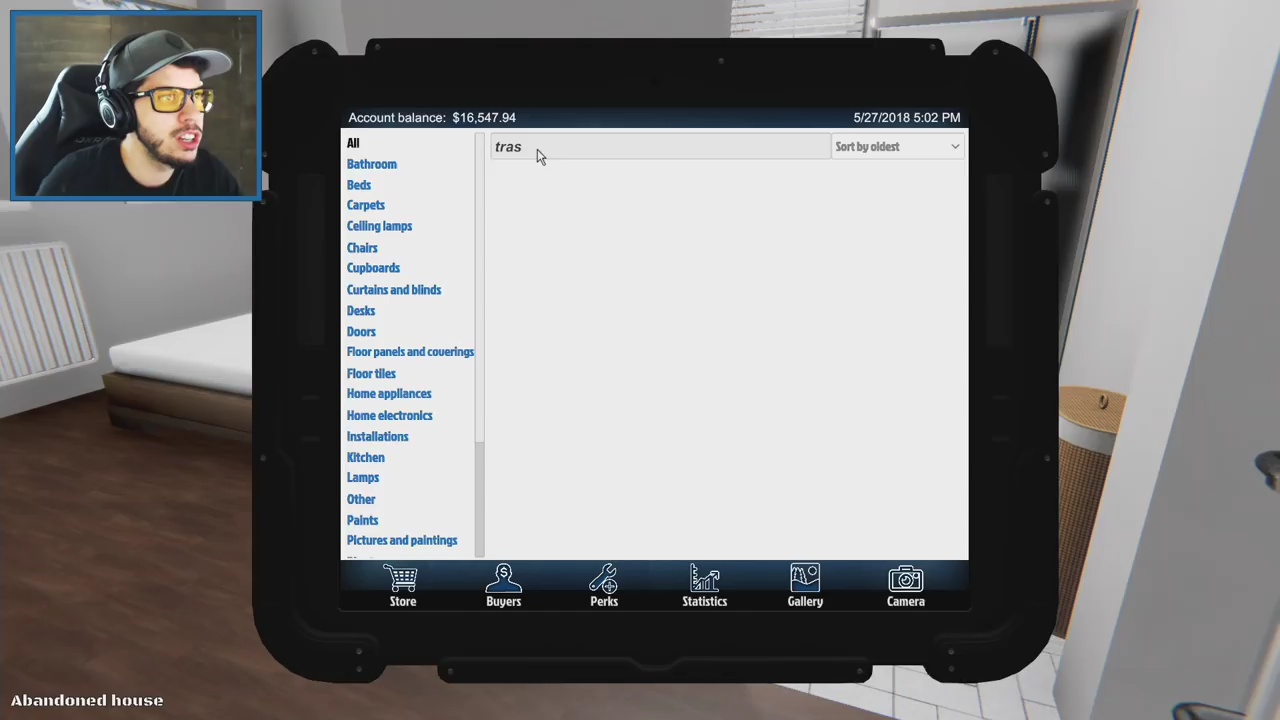 Account balance: $16,547.94
5/27/2018 5:02 PM
tras
Sort by oldest
All
Bathroom
Beds
Carpets
Ceiling lamps
Chairs
Cupboards
Curtains and blinds
Desks
Doors
Floor panels and coverings
Floor tiles
Home appliances
Home electronics
Installations
Kitchen
Lamps
Other
Paints
Pictures and paintings
Store
Buyers
Perks
Statistics
Gallery
Camera
Abandoned house